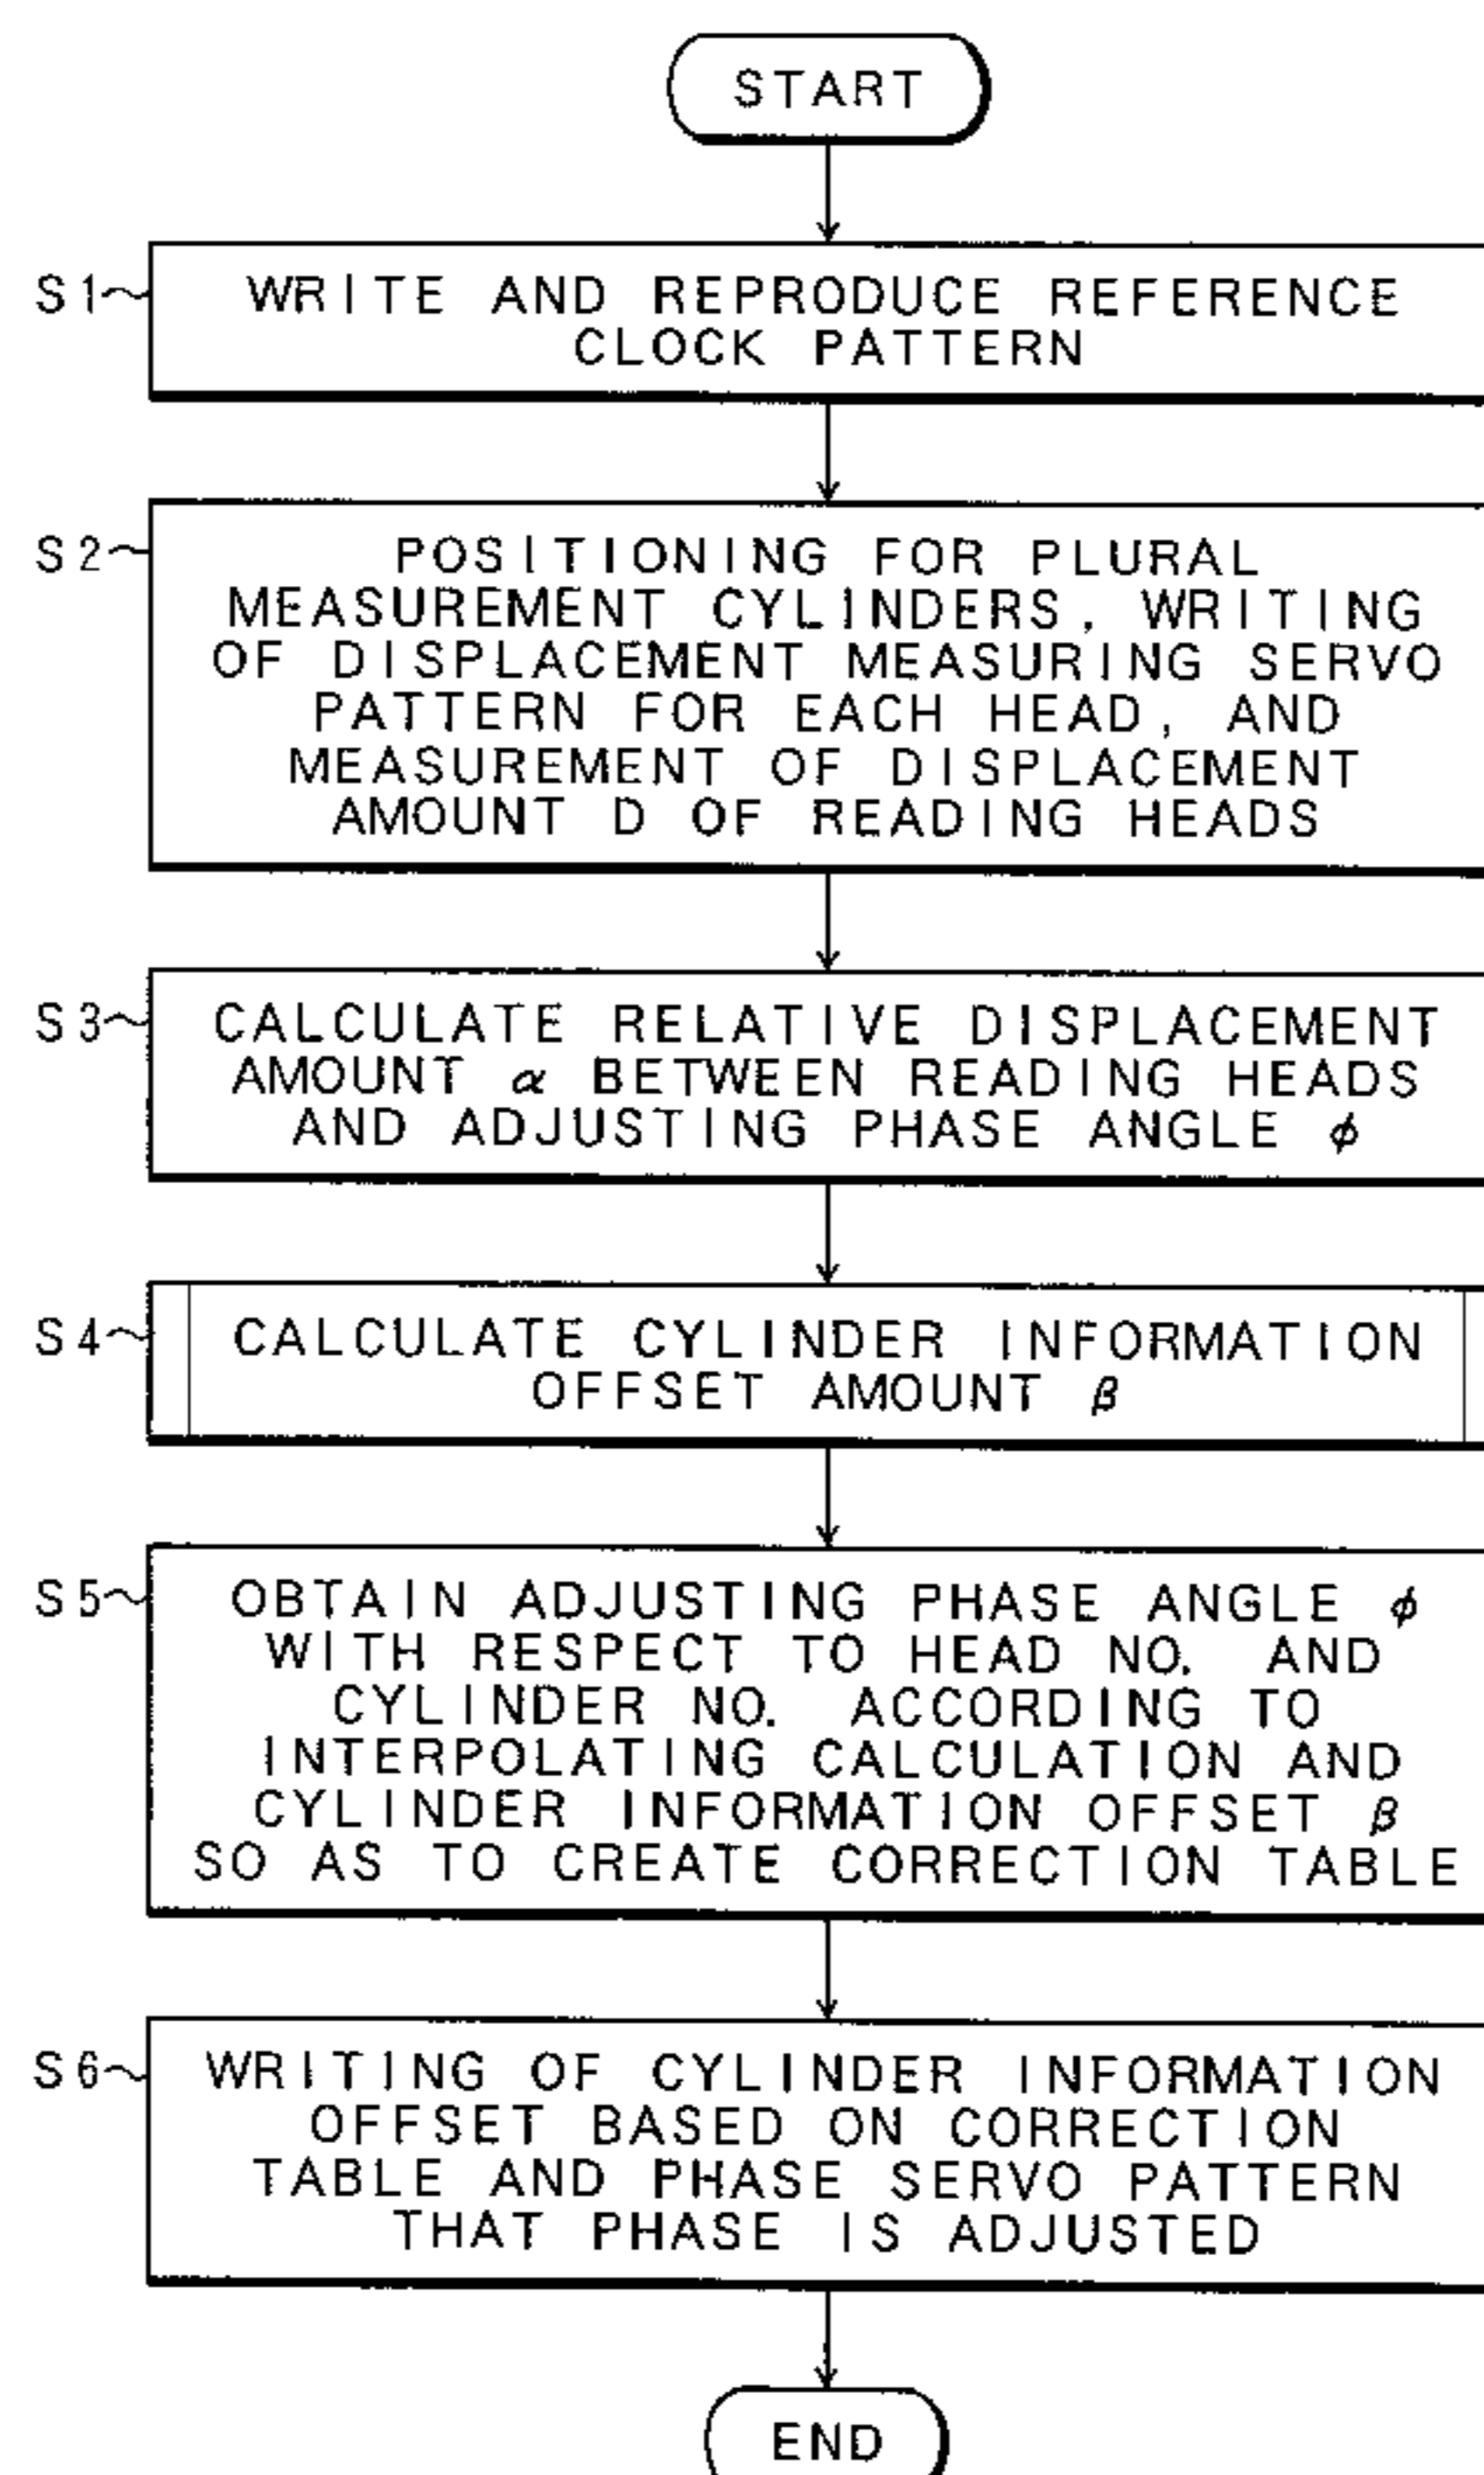 START
S1 WRITE AND REPRODUCE REFERENCE
CLOCK PATTERN
S2 POSITIONING FOR PLURAL
MEASUREMENT CYLINDERS, WRITING
OF DISPLACEMENT MEASURING SERVO
PATTERN FOR EACH HEAD, AND
MEASUREMENT OF DISPLACEMENT
AMOUNT D OF READING HEADS
S3 CALCULATE RELATIVE DISPLACEMENT
AMOUNT α BETWEEN READING HEADS
AND ADJUSTING PHASE ANGLE ϕ
S4 CALCULATE CYLINDER INFORMATION
OFFSET AMOUNT β
S5 OBTAIN ADJUSTING PHASE ANGLE ϕ
WITH RESPECT TO HEAD NO. AND
CYLINDER NO. ACCORDING TO
INTERPOLATING CALCULATION AND
CYLINDER INFORMATION OFFSET β
SO AS TO CREATE CORRECTION TABLE
S6 WRITING OF CYLINDER INFORMATION
OFFSET BASED ON CORRECTION
TABLE AND PHASE SERVO PATTERN
THAT PHASE IS ADJUSTED
END